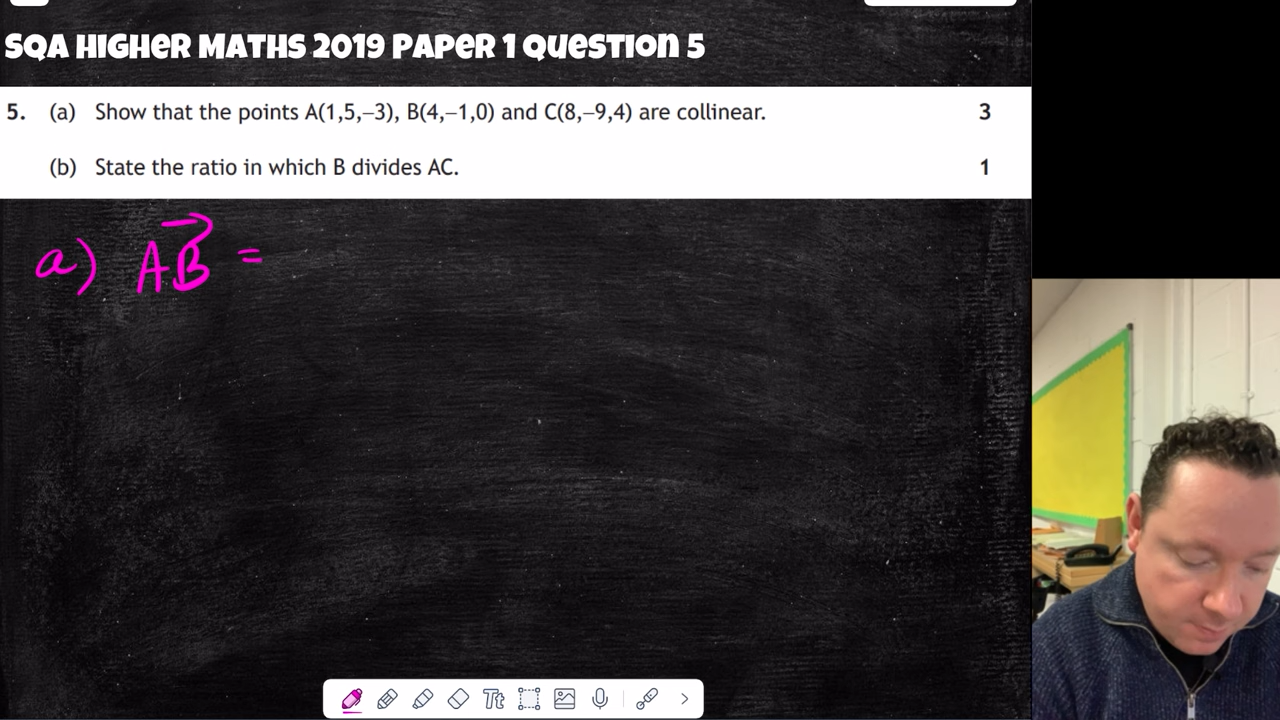 SQA HIGHER MATHS 2019 PAPER 1 QUESTION 5
5. (a) Show that the points A(1,5,−3), B(4,−1,0) and C(8,−9,4) are collinear. 3
(b) State the ratio in which B divides AC. 1
a) A⃗B =
Tt